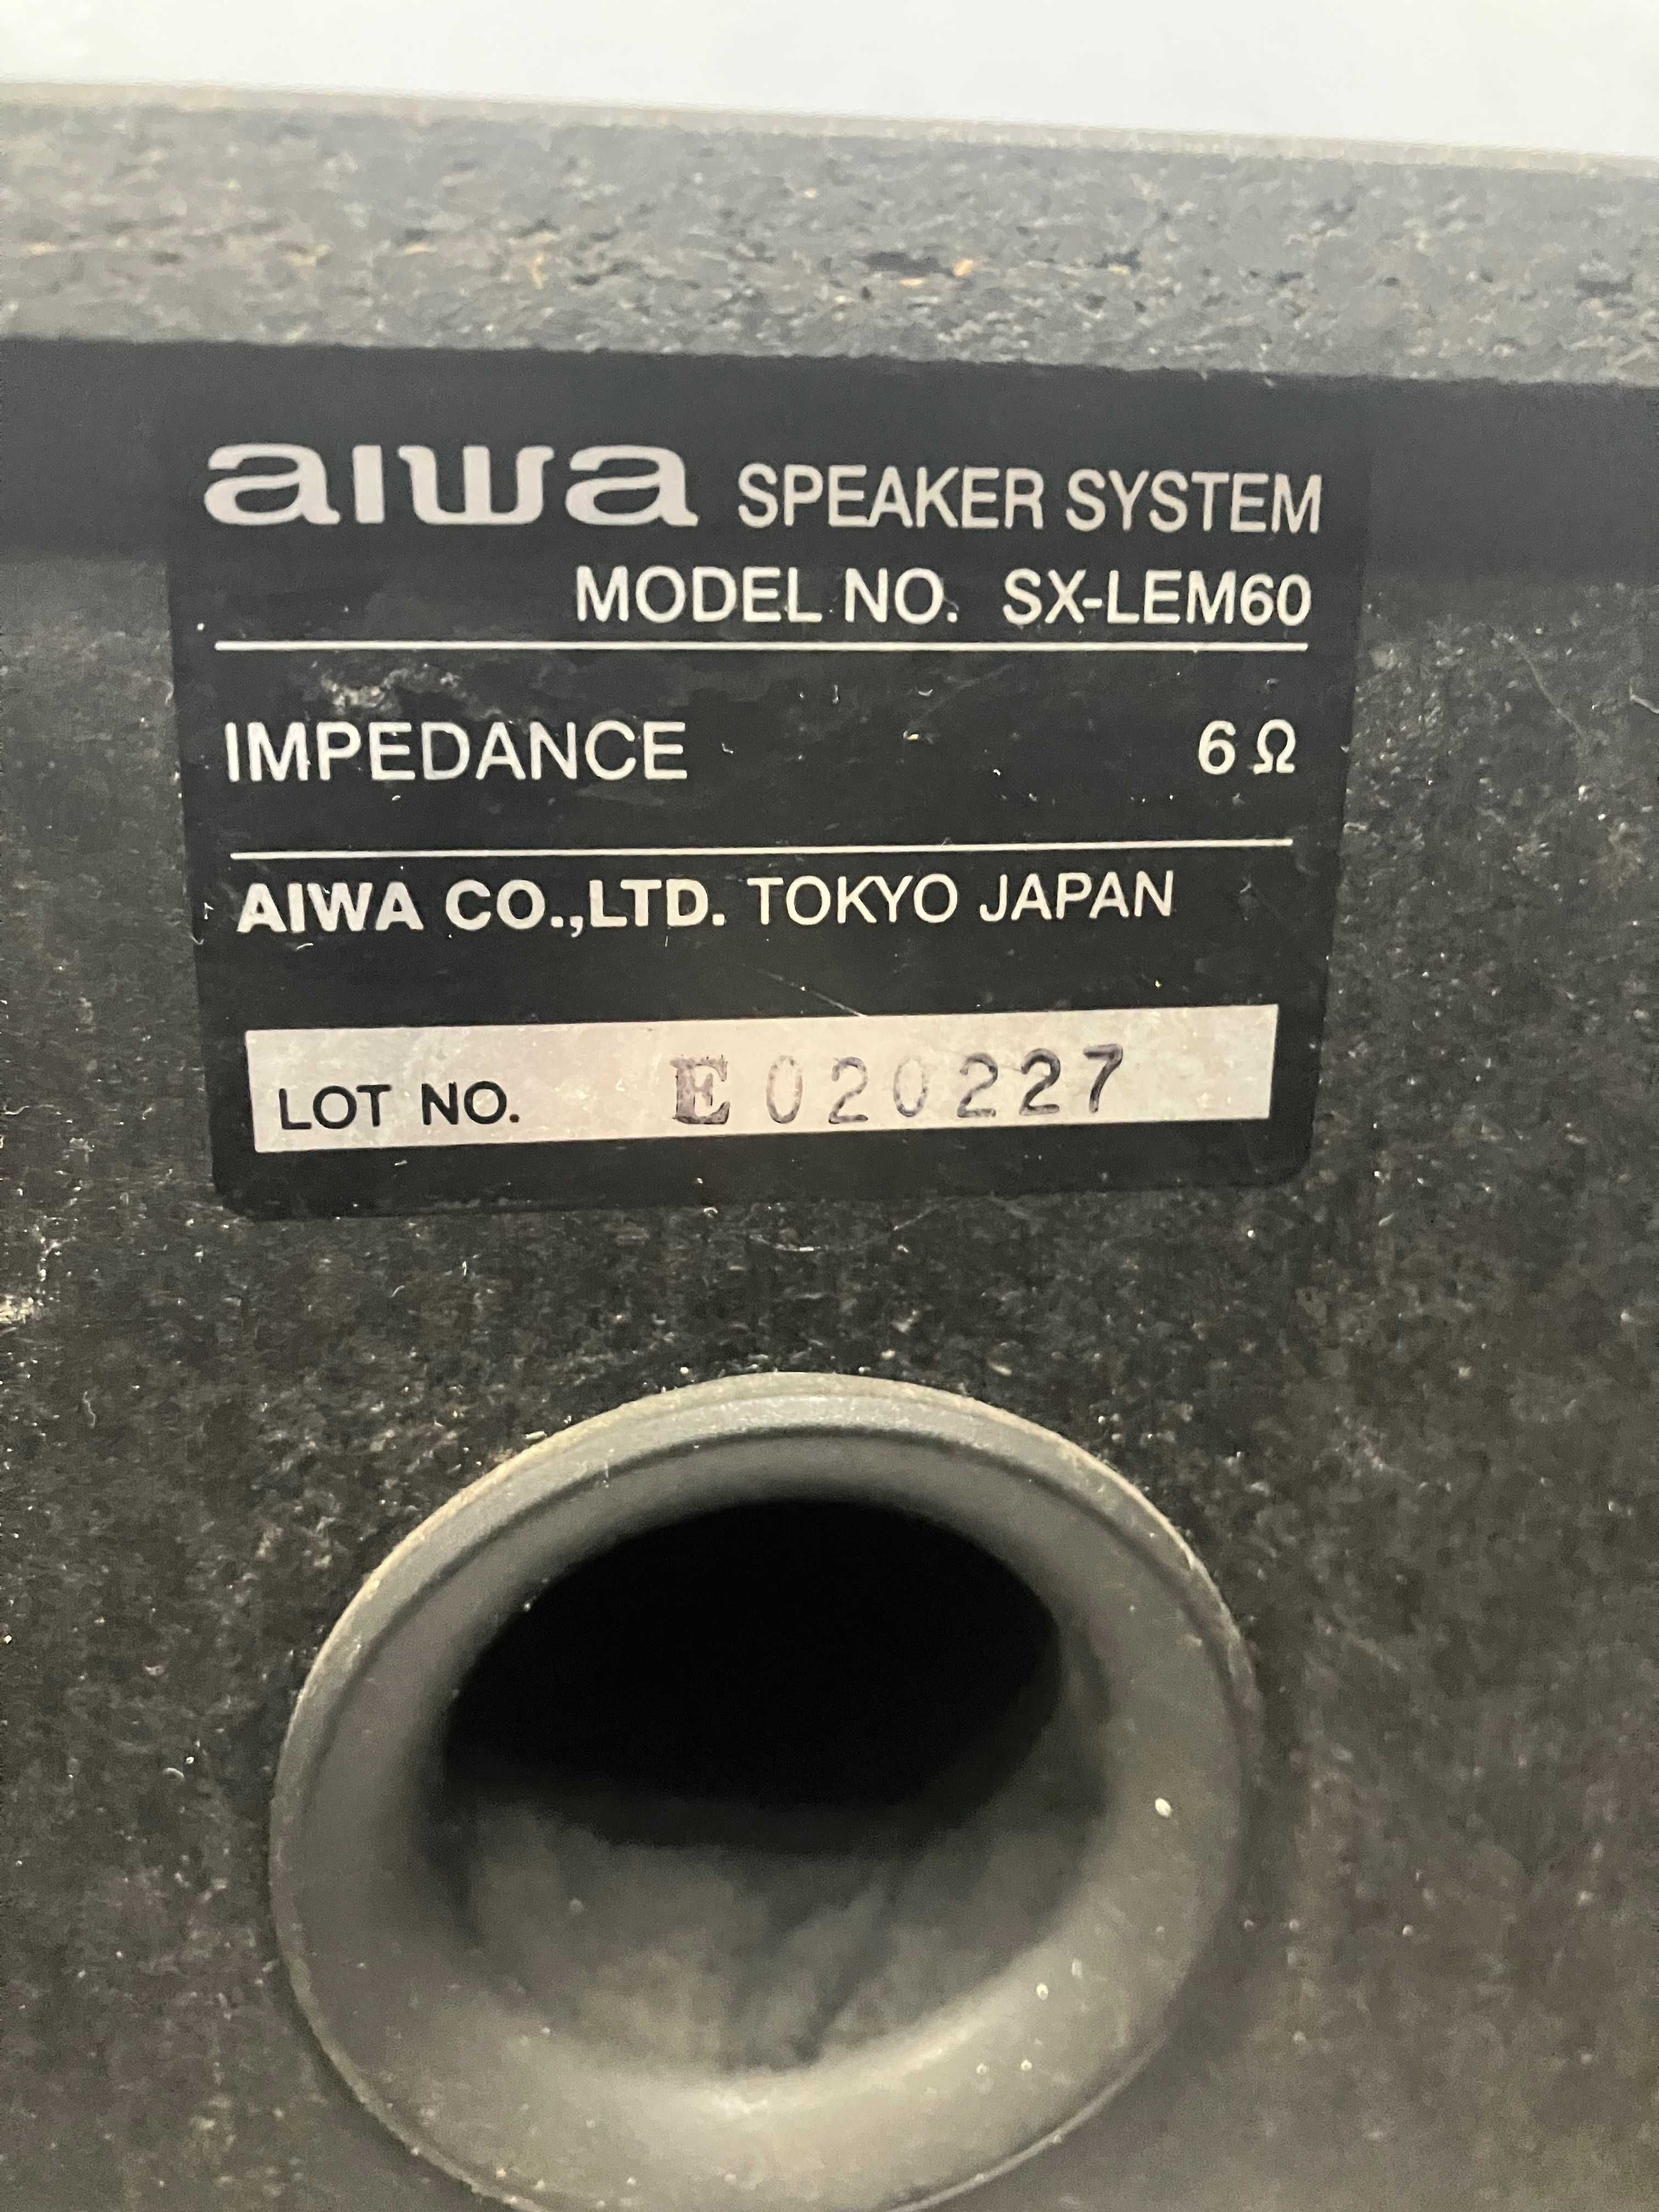 aiwa SPEAKER SYSTEM
MODEL NO. SX-LEM60
IMPEDANCE 6Ω
AIWA CO.,LTD. TOKYO JAPAN
LOT NO. E020227